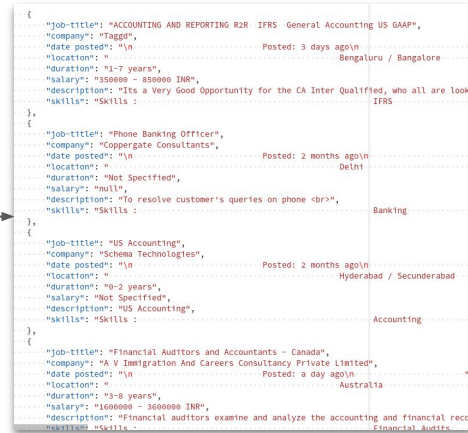 {
"job-title": "ACCOUNTING AND REPORTING R2R IFRS General Accounting US GAAP",
"company": "Taggd",
"date posted": "\n Posted: 3 days ago\n
"location": " Bengaluru / Bangalore
"duration": "1-7 years",
"salary": "350000 - 850000 INR",
"description": "Its a Very Good Opportunity for the CA Inter Qualified, who all are look
"skills": "Skills : IFRS
},
{
"job-title": "Phone Banking Officer",
"company": "Coppergate Consultants",
"date posted": "\n Posted: 2 months ago\n
"location": " Delhi
"duration": "Not Specified",
"salary": "null",
"description": "To resolve customer's queries on phone <br>",
"skills": "Skills : Banking
},
{
"job-title": "US Accounting",
"company": "Schema Technologies",
"date posted": "\n Posted: 2 months ago\n
"location": " Hyderabad / Secunderabad
"duration": "0-2 years",
"salary": "Not Specified",
"description": "US Accounting",
"skills": "Skills : Accounting
},
{
"job-title": "Financial Auditors and Accountants - Canada",
"company": "A V Immigration And Careers Consultancy Private Limited",
"date posted": "\n Posted: a day ago\n "
"location": " Australia
"duration": "3-8 years",
"salary": "1600000 - 3600000 INR",
"description": "Financial auditors examine and analyze the accounting and financial reco
"skills": "Skills : Financial Audits